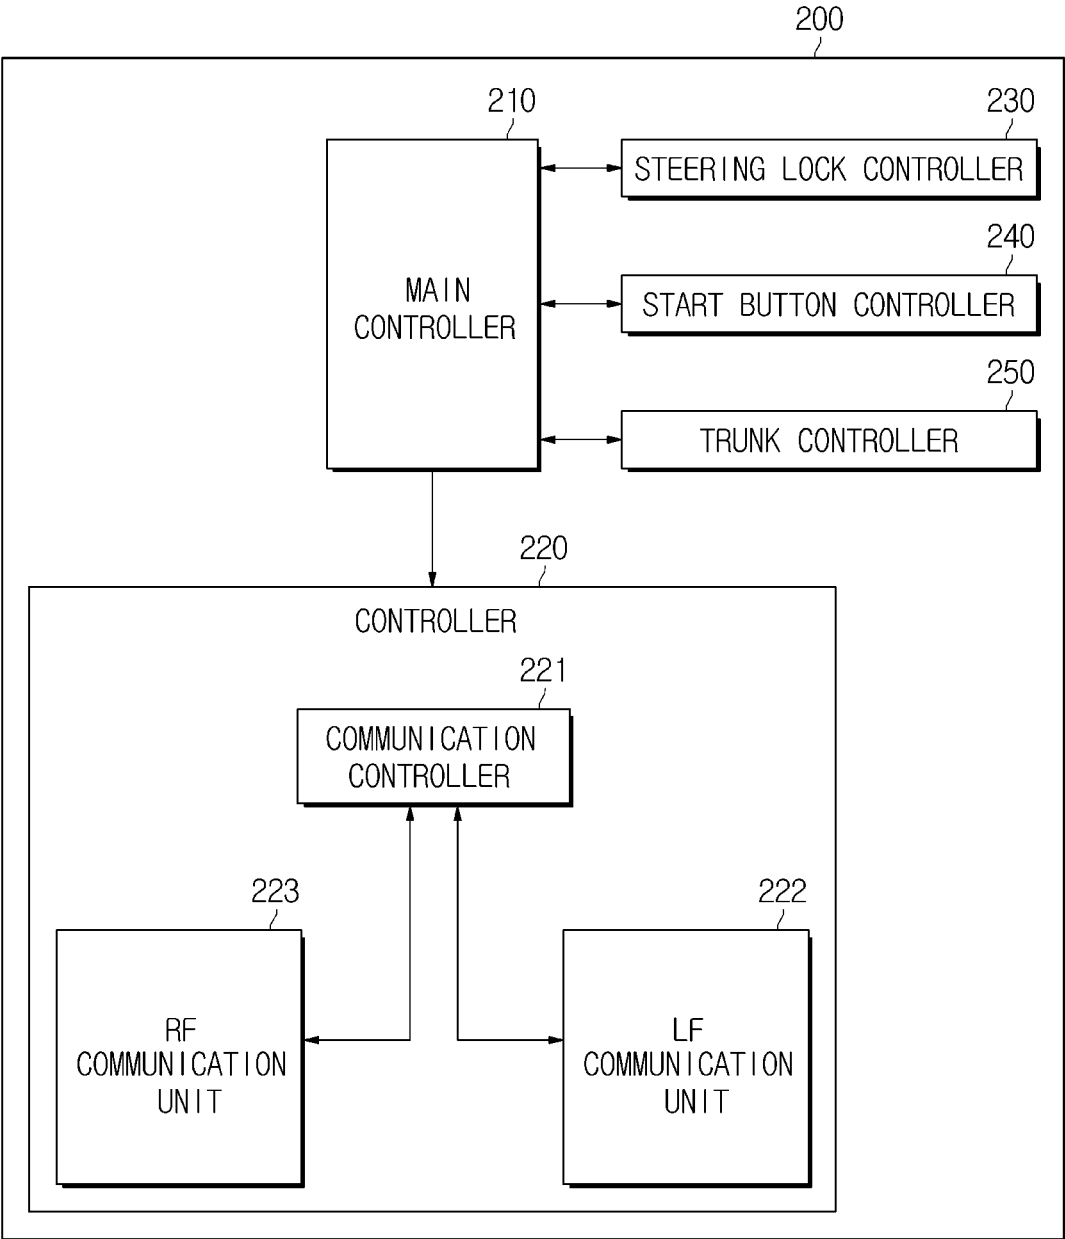 200
210
230
STEERING LOCK CONTROLLER
240
MAIN
CONTROLLER
START BUTTON CONTROLLER
250
TRUNK CONTROLLER
220
CONTROLLER
221
COMMUNICATION
CONTROLLER
223
222
RF
COMMUNICATION
UNIT
LF
COMMUNICATION
UNIT